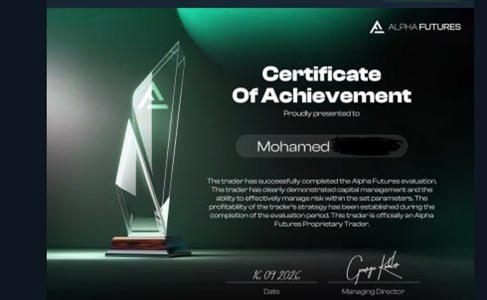 ALPHA FUTURES
Certificate
Of Achievement
Proudly presented to
Mohamed
The trader has successfully completed the Alpha Futures evaluation.
The trader has clearly demonstrated capital management and the
ability to effectively manage risk within the set parameters. The
profitability of the trader's strategy has been established during the
completion of the evaluation period. This trader is officially an Alpha
Futures Proprietary Trader.
16 09 2026
Date
Managing Director